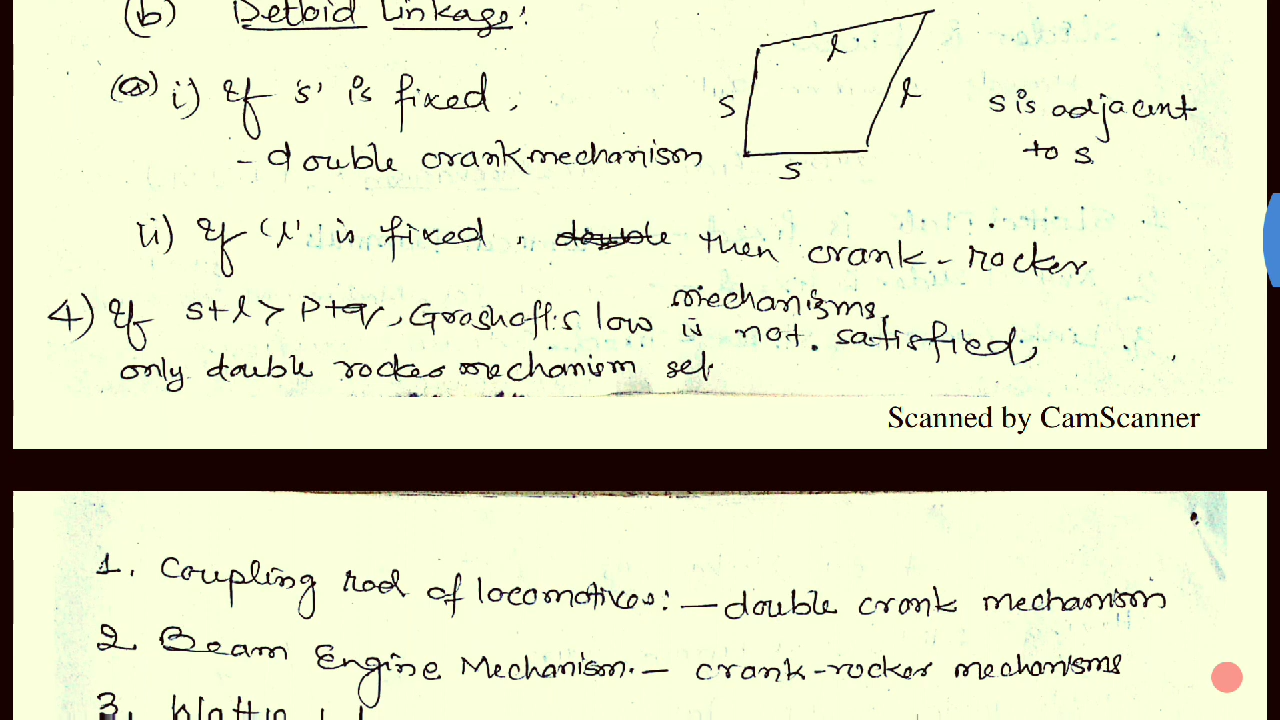 (b) Deltoid Linkage:
(a) i) If 's' is fixed,
- double crank mechanism
l
l
s
s
s is adjacent
to s
ii) If 'l' is fixed, then crank-rocker
mechanisms.
4) If s+l > p+q, Grashoff's law is not satisfied,
only double rocker mechanism
Scanned by CamScanner
1. Coupling rod of locomotives: — double crank mechanism
2. Beam Engine Mechanism. — crank-rocker mechanisms
3.